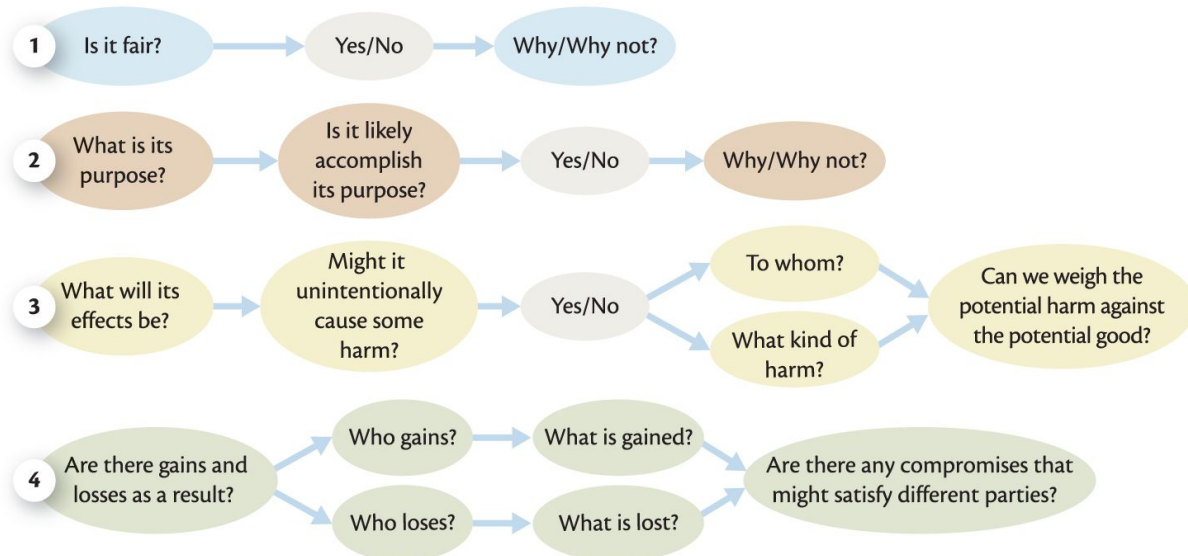 1
Is it fair?
Yes/No
Why/Why not?
2
What is its
purpose?
Is it likely
accomplish
its purpose?
Yes/No
Why/Why not?
3
What will its
effects be?
Might it
unintentionally
cause some
harm?
Yes/No
To whom?
What kind of
harm?
Can we weigh the
potential harm against
the potential good?
4
Are there gains and
losses as a result?
Who gains?
What is gained?
Who loses?
What is lost?
Are there any compromises that
might satisfy different parties?